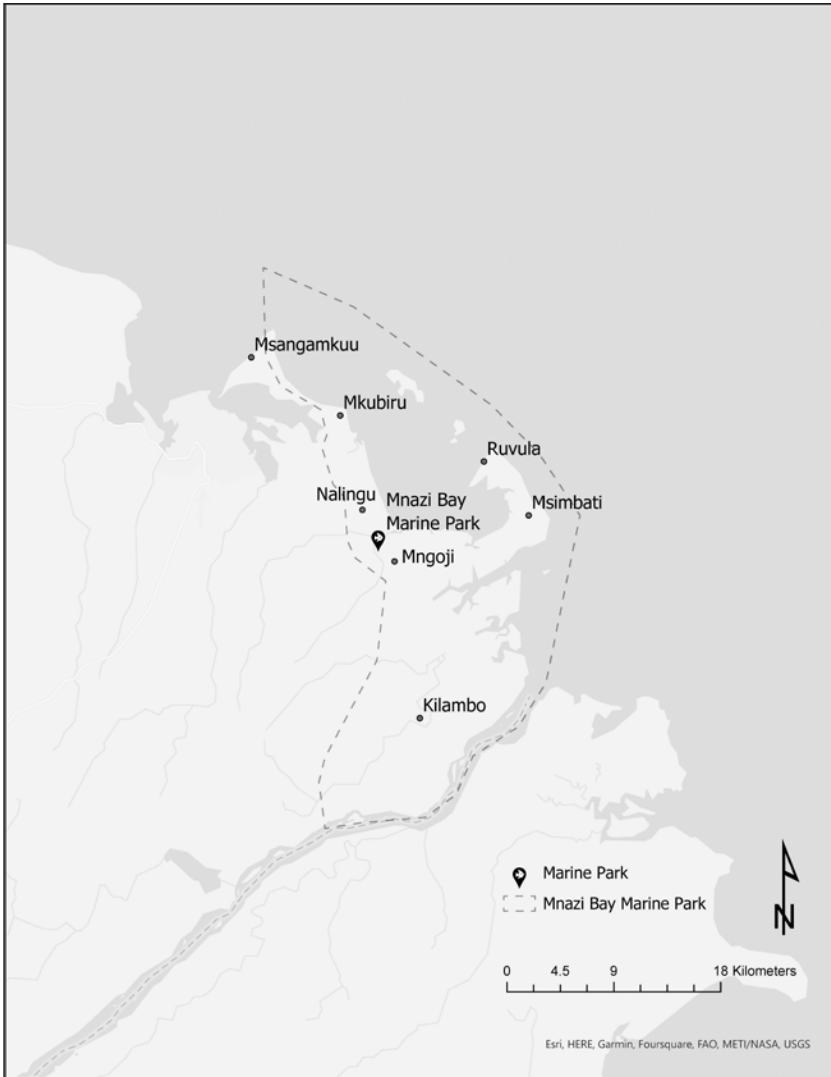 Msangamkuu
Mkubiru
Ruvula
Nalingu
Mnazi Bay
Marine Park
Msimbati
Mngoji
Kilambo
Marine Park
Mnazi Bay Marine Park
N
0 4.5 9 18 Kilometers
Esri, HERE, Garmin, Foursquare, FAO, METI/NASA, USGS